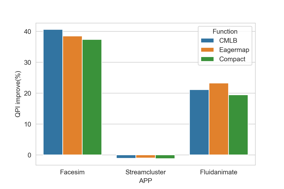 QPI improve(%)
40
30
20
10
0
Function
CMLB
Eagermap
Compact
Facesim
Streamcluster
Fluidanimate
APP